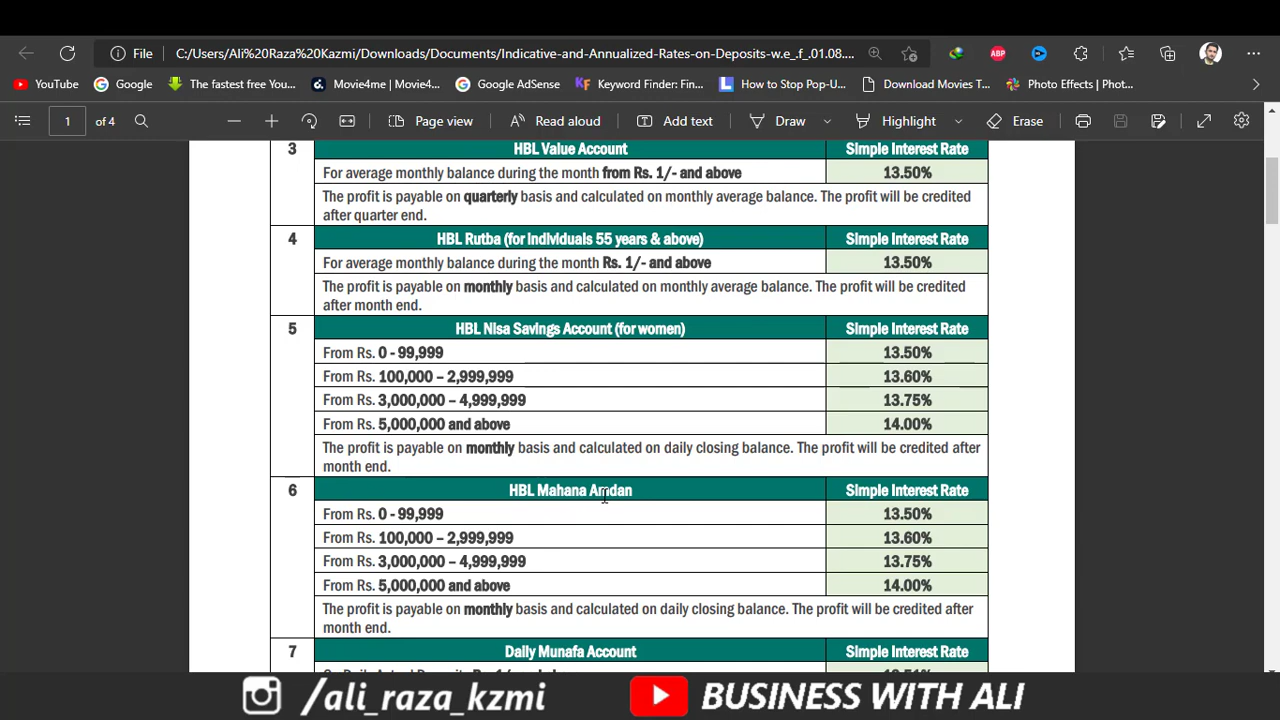 File
C:/Users/Ali%20Raza%20Kazmi/Downloads/Documents/Indicative-and-Annualized-Rates-on-Deposits-w.e_.f_.01.08....
YouTube
Google
The fastest free You...
Movie4me | Movie4...
Google AdSense
Keyword Finder: Fin...
How to Stop Pop-U...
Download Movies T...
Photo Effects | Phot...
1 of 4
Page view
Read aloud
Add text
Draw
Highlight
Erase
3 HBL Value Account Simple Interest Rate
For average monthly balance during the month from Rs. 1/- and above 13.50%
The profit is payable on quarterly basis and calculated on monthly average balance. The profit will be credited
after quarter end.
4 HBL Rutba (for individuals 55 years & above) Simple Interest Rate
For average monthly balance during the month Rs. 1/- and above 13.50%
The profit is payable on monthly basis and calculated on monthly average balance. The profit will be credited
after month end.
5 HBL Nisa Savings Account (for women) Simple Interest Rate
From Rs. 0 - 99,999 13.50%
From Rs. 100,000 – 2,999,999 13.60%
From Rs. 3,000,000 – 4,999,999 13.75%
From Rs. 5,000,000 and above 14.00%
The profit is payable on monthly basis and calculated on daily closing balance. The profit will be credited after
month end.
6 HBL Mahana Amdan Simple Interest Rate
From Rs. 0 - 99,999 13.50%
From Rs. 100,000 – 2,999,999 13.60%
From Rs. 3,000,000 – 4,999,999 13.75%
From Rs. 5,000,000 and above 14.00%
The profit is payable on monthly basis and calculated on daily closing balance. The profit will be credited after
month end.
7 Daily Munafa Account Simple Interest Rate
/ali_raza_kzmi
BUSINESS WITH ALI